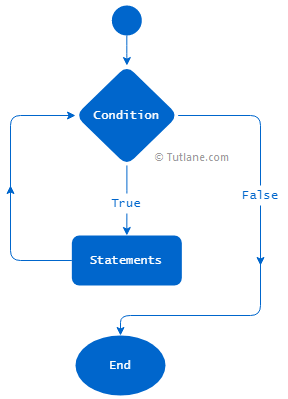 Condition
© Tutlane.com
True
False
Statements
End